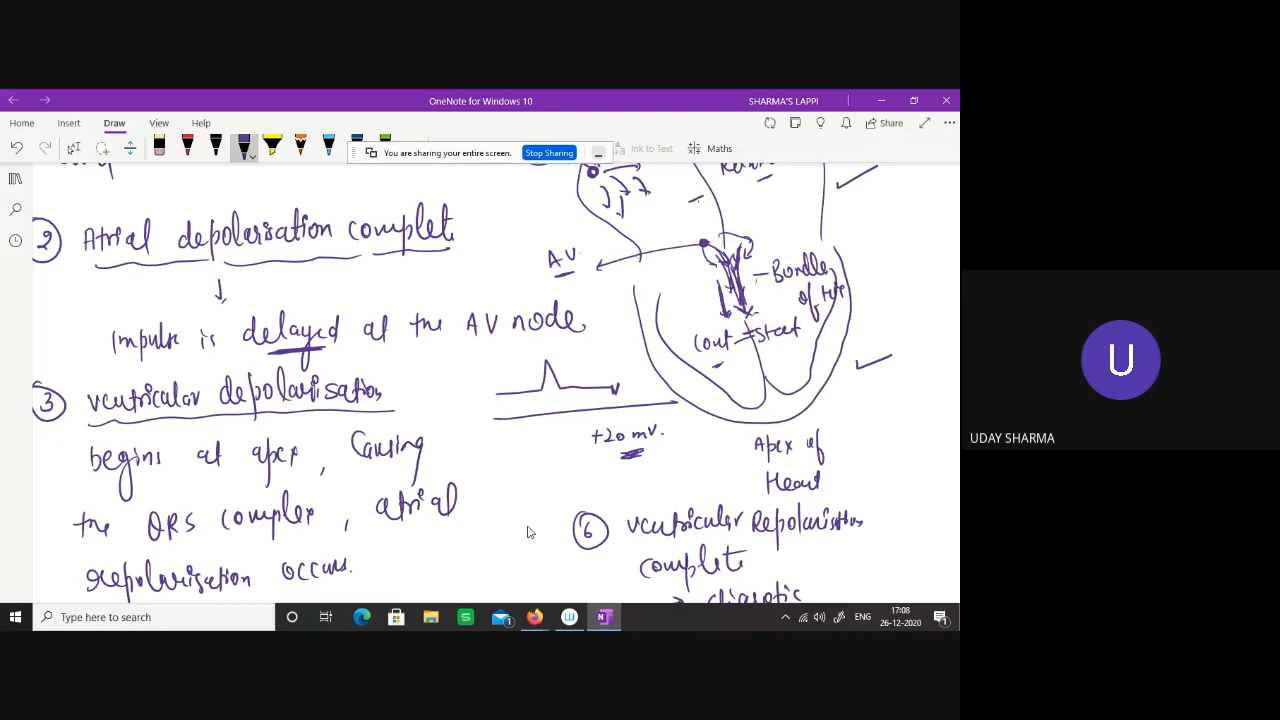 OneNote for Windows 10
SHARMA'S LAPPI
Home
Insert
Draw
View
Help
Share
You are sharing your entire screen.
Stop Sharing
Ink to Text
Maths
2
Atrial depolarisation complete
Impulse is delayed at the AV node
3
ventricular depolarisation
begins at apex, causing
the QRS complex, atrial
repolarisation occurs.
AV
Bundle
of His
+20 mv.
Apex of
Heart
6
ventricular Repolarisation
complete
Type here to search
ENG
17:08
26-12-2020
1
1
U
UDAY SHARMA